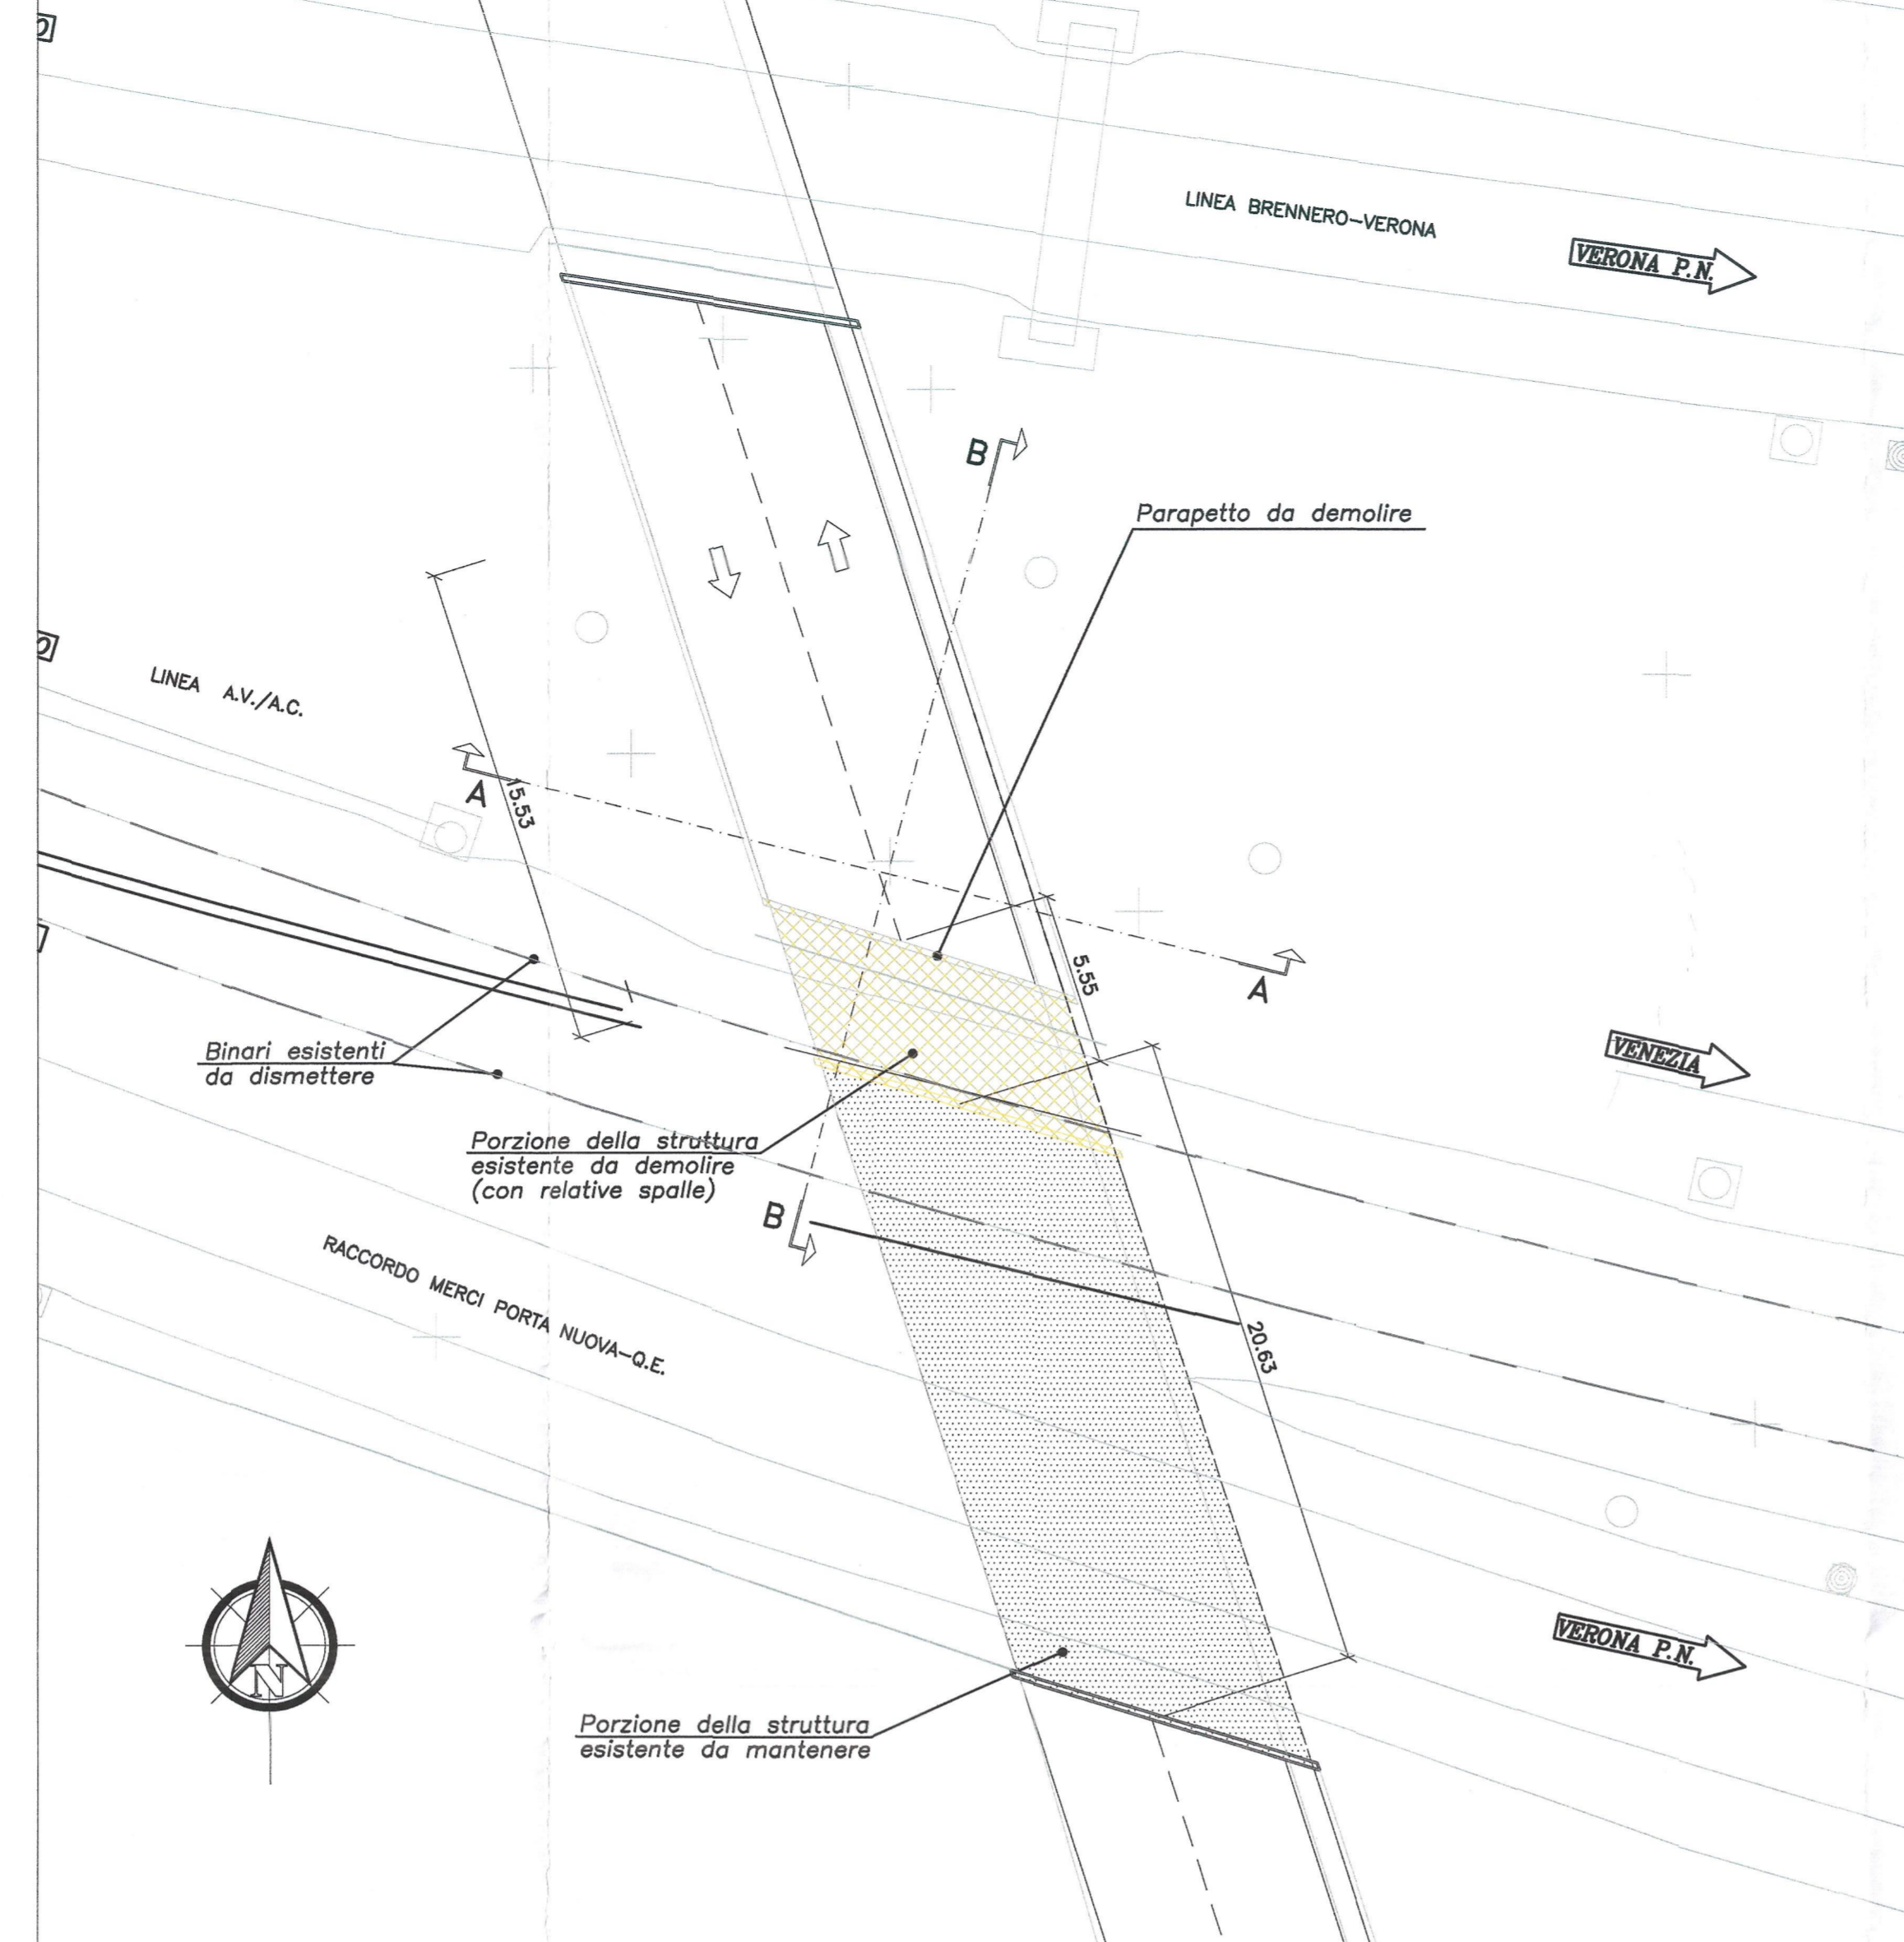 LINEA BRENNERO-VERONA
VERONA P.N.
B
Parapetto da demolire
LINEA A.V./A.C.
A
15.53
5.55
A
Binari esistenti
da dismettere
VENEZIA
Porzione della struttura
esistente da demolire
(con relative spalle)
B
RACCORDO MERCI PORTA NUOVA-Q.E.
20.63
VERONA P.N.
N
Porzione della struttura
esistente da mantenere